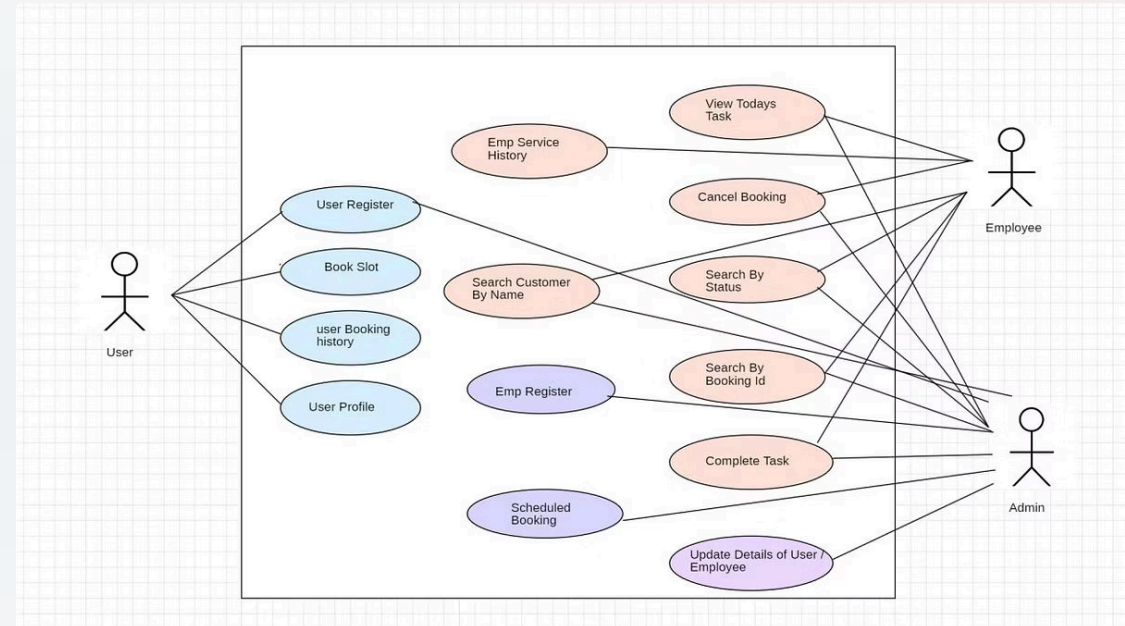 View Todays
Task
Emp Service
History
Cancel Booking
User Register
Employee
Book Slot
Search Customer
By Name
Search By
Status
user Booking
history
User
Search By
Booking Id
Emp Register
User Profile
Complete Task
Scheduled
Booking
Admin
Update Details of User /
Employee